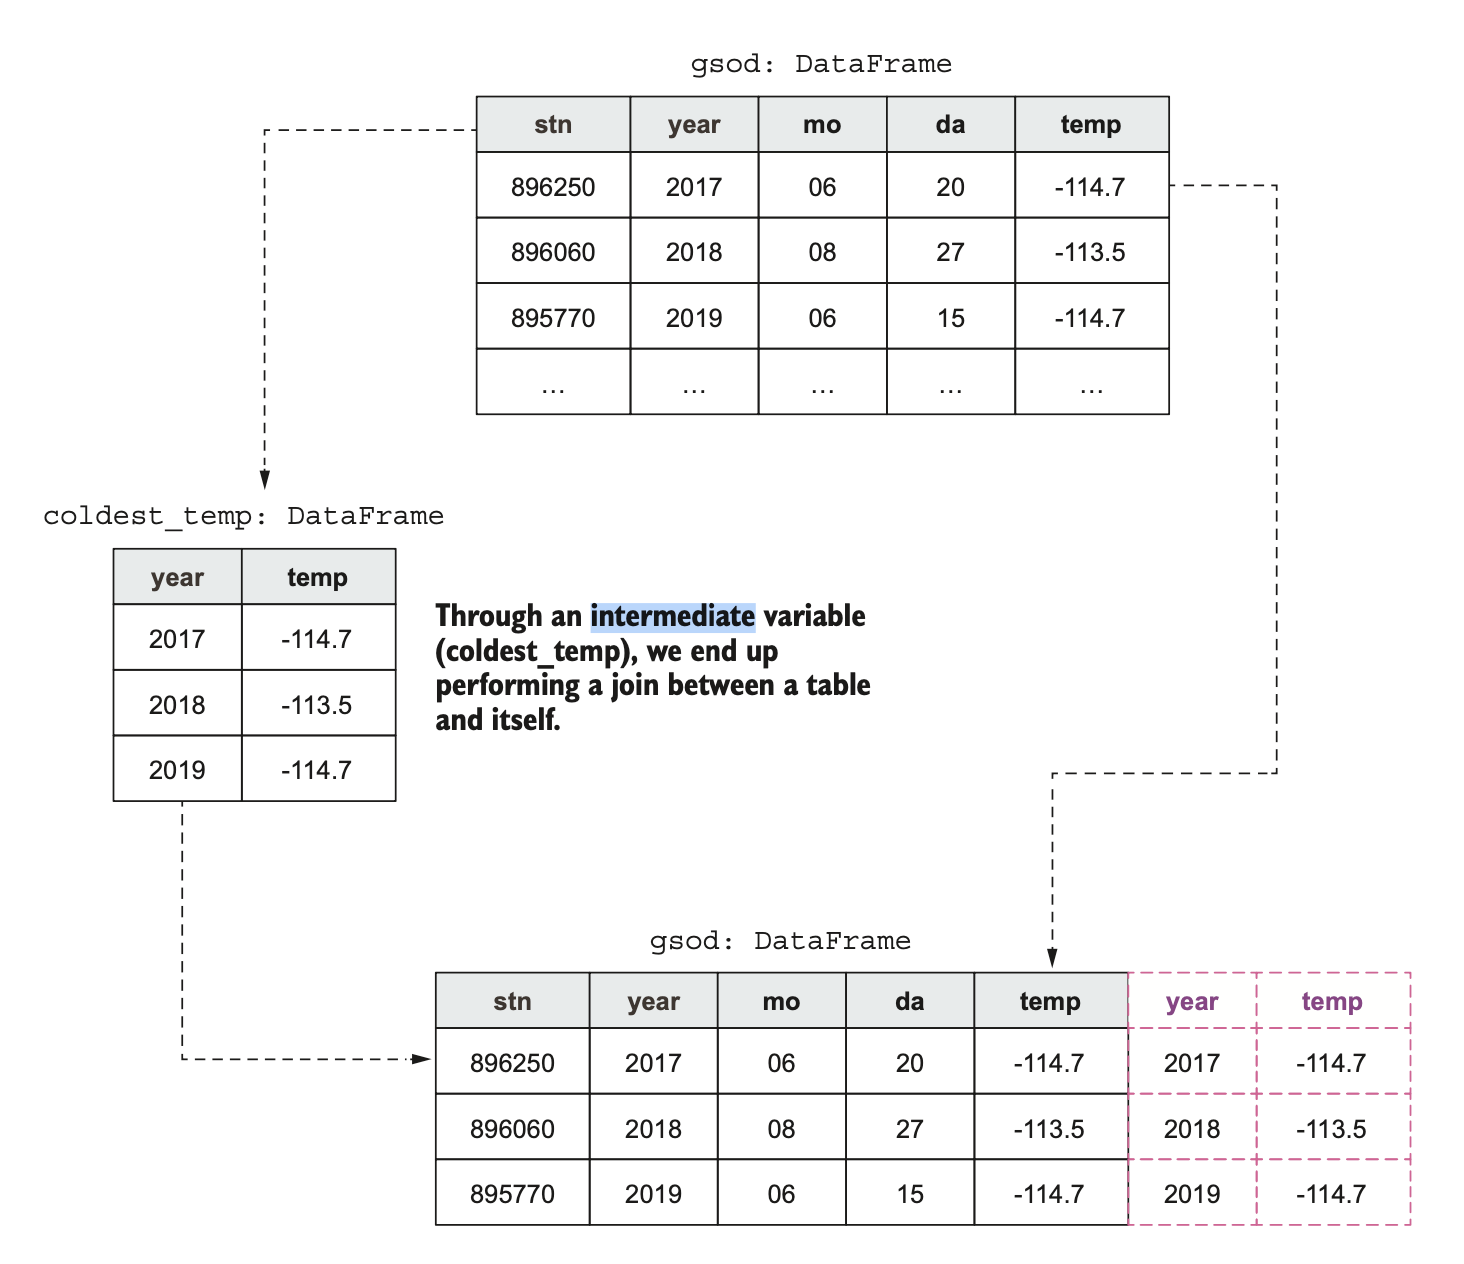 gsod: DataFrame
stn year mo da temp
896250 2017 06 20 -114.7
896060 2018 08 27 -113.5
895770 2019 06 15 -114.7
... ... ... ... ...
coldest_temp: DataFrame
year temp
2017 -114.7
2018 -113.5
2019 -114.7
Through an intermediate variable
(coldest_temp), we end up
performing a join between a table
and itself.
gsod: DataFrame
stn year mo da temp year temp
896250 2017 06 20 -114.7 2017 -114.7
896060 2018 08 27 -113.5 2018 -113.5
895770 2019 06 15 -114.7 2019 -114.7